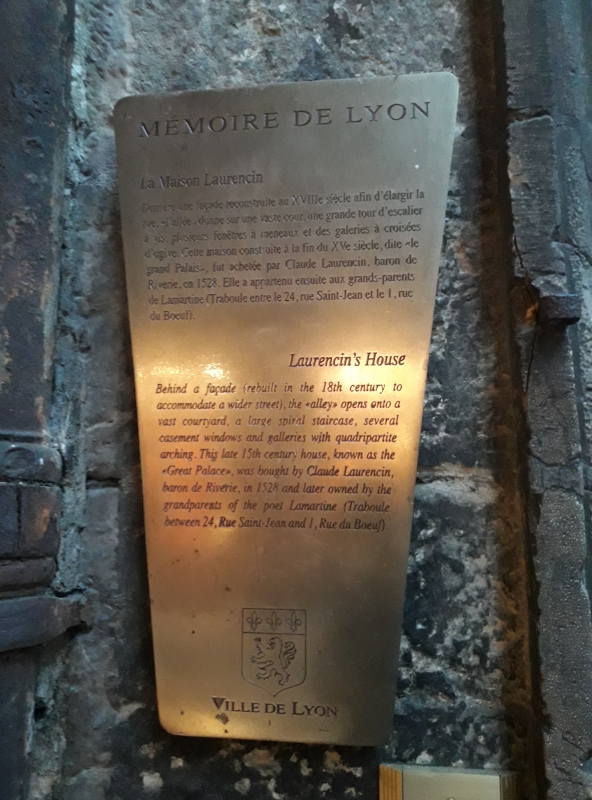 MÉMOIRE DE LYON
La Maison Laurencin
Derrière une façade reconstruite au XVIIIe siècle afin d'élargir la
rue, «l'allée» donne sur une vaste cour, une grande tour d'escalier
à vis, plusieurs fenêtres à meneaux et des galeries à croisées
d'ogive. Cette maison construite à la fin du XVe siècle, dite «le
grand Palais», fut achetée par Claude Laurencin, baron de
Riverie, en 1528. Elle a appartenu ensuite aux grands-parents
de Lamartine (Traboule entre le 24, rue Saint-Jean et le 1, rue
du Boeuf).
Laurencin's House
Behind a façade (rebuilt in the 18th century to
accommodate a wider street), the «alley» opens onto a
vast courtyard, a large spiral staircase, several
casement windows and galleries with quadripartite
arching. This late 15th century house, known as the
«Great Palace», was bought by Claude Laurencin,
baron de Riverie, in 1528 and later owned by the
grandparents of the poet Lamartine (Traboule
between 24, Rue Saint-Jean and 1, Rue du Boeuf)
VILLE DE LYON